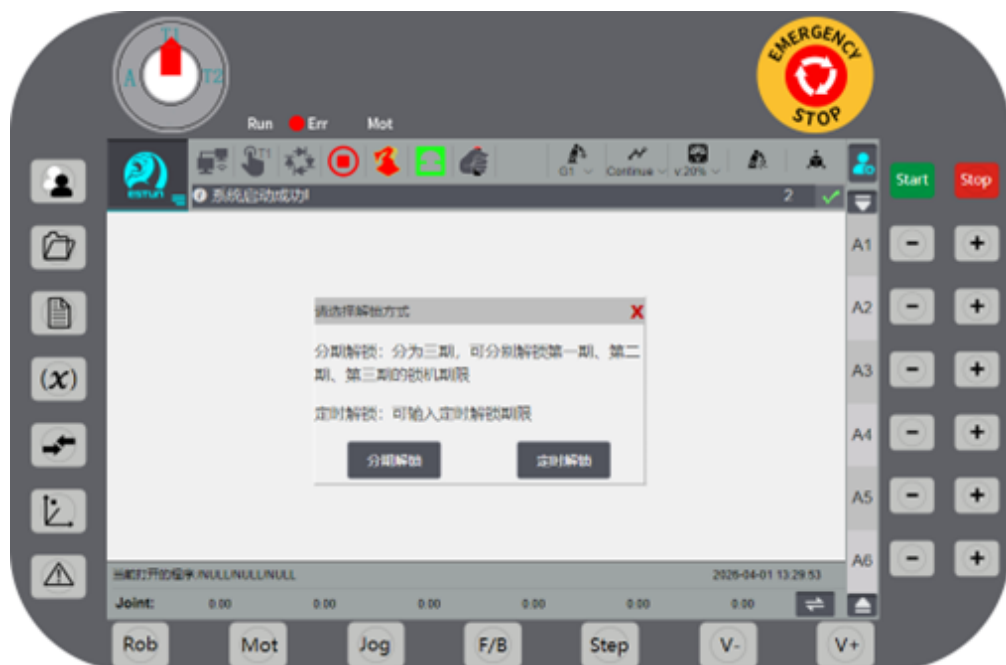 T1
A
T2
EMERGENCY
STOP
Run Err Mot
T1
ESTUN
G1 Continue v.20%
系统启动成功!
2
Start Stop
请选择解锁方式 X
分期解锁：分为三期，可分别解锁第一期、第二
期、第三期的锁机期限
定时解锁：可输入定时解锁期限
分期解锁 定时解锁
A1 - +
A2 - +
A3 - +
A4 - +
A5 - +
A6 - +
(x)
当前打开的程序:/NULL/NULL/NULL 2026-04-01 13:29:53
Joint: 0.00 0.00 0.00 0.00 0.00 0.00
Rob Mot Jog F/B Step V- V+